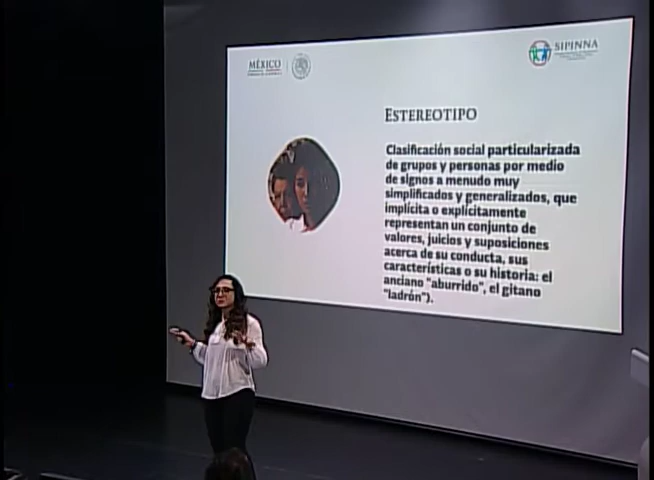 MÉXICO
SIPINNA
ESTEREOTIPO
Clasificación social particularizada
de grupos y personas por medio
de signos a menudo muy
simplificados y generalizados, que
implícita o explícitamente
representan un conjunto de
valores, juicios y suposiciones
acerca de su conducta, sus
características o su historia: el
anciano "aburrido", el gitano
"ladrón").